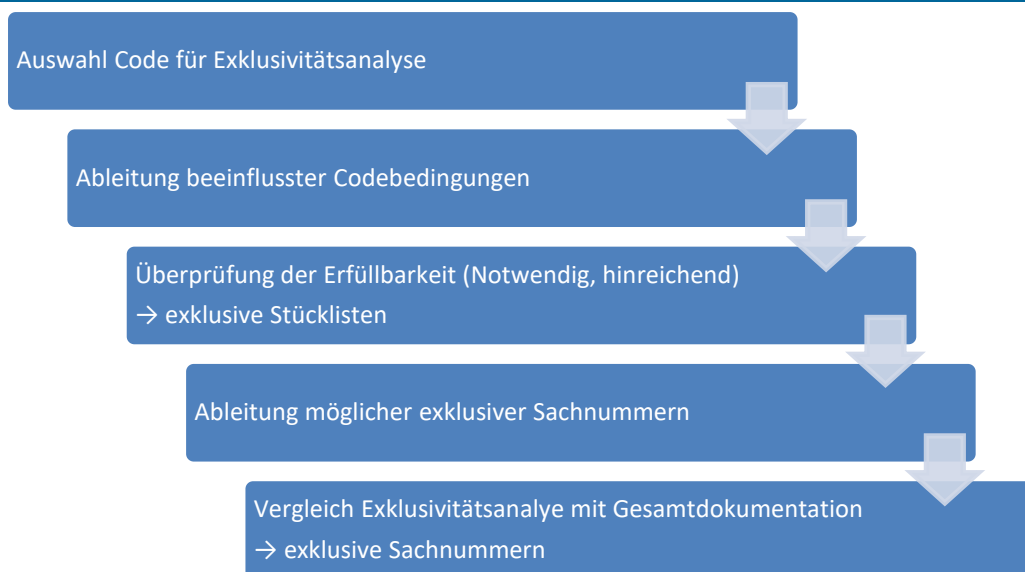 Auswahl Code für Exklusivitätsanalyse
Ableitung beeinflusster Codebedingungen
Überprüfung der Erfüllbarkeit (Notwendig, hinreichend)
→ exklusive Stücklisten
Ableitung möglicher exklusiver Sachnummern
Vergleich Exklusivitätsanalye mit Gesamtdokumentation
→ exklusive Sachnummern